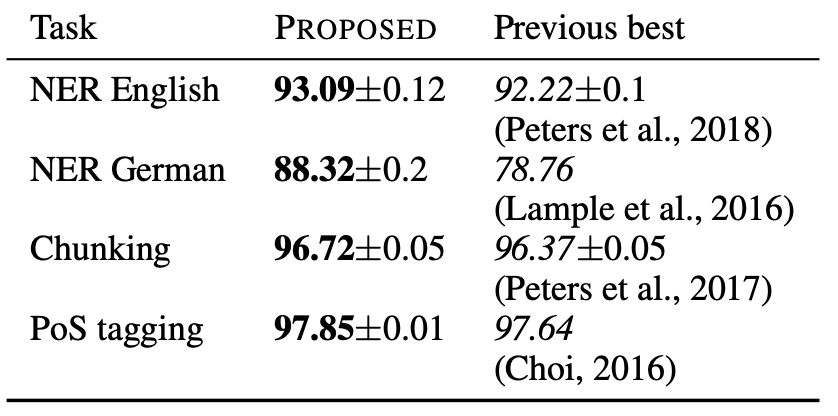 Task PROPOSED Previous best
NER English 93.09±0.12 92.22±0.1
(Peters et al., 2018)
NER German 88.32±0.2 78.76
(Lample et al., 2016)
Chunking 96.72±0.05 96.37±0.05
(Peters et al., 2017)
PoS tagging 97.85±0.01 97.64
(Choi, 2016)